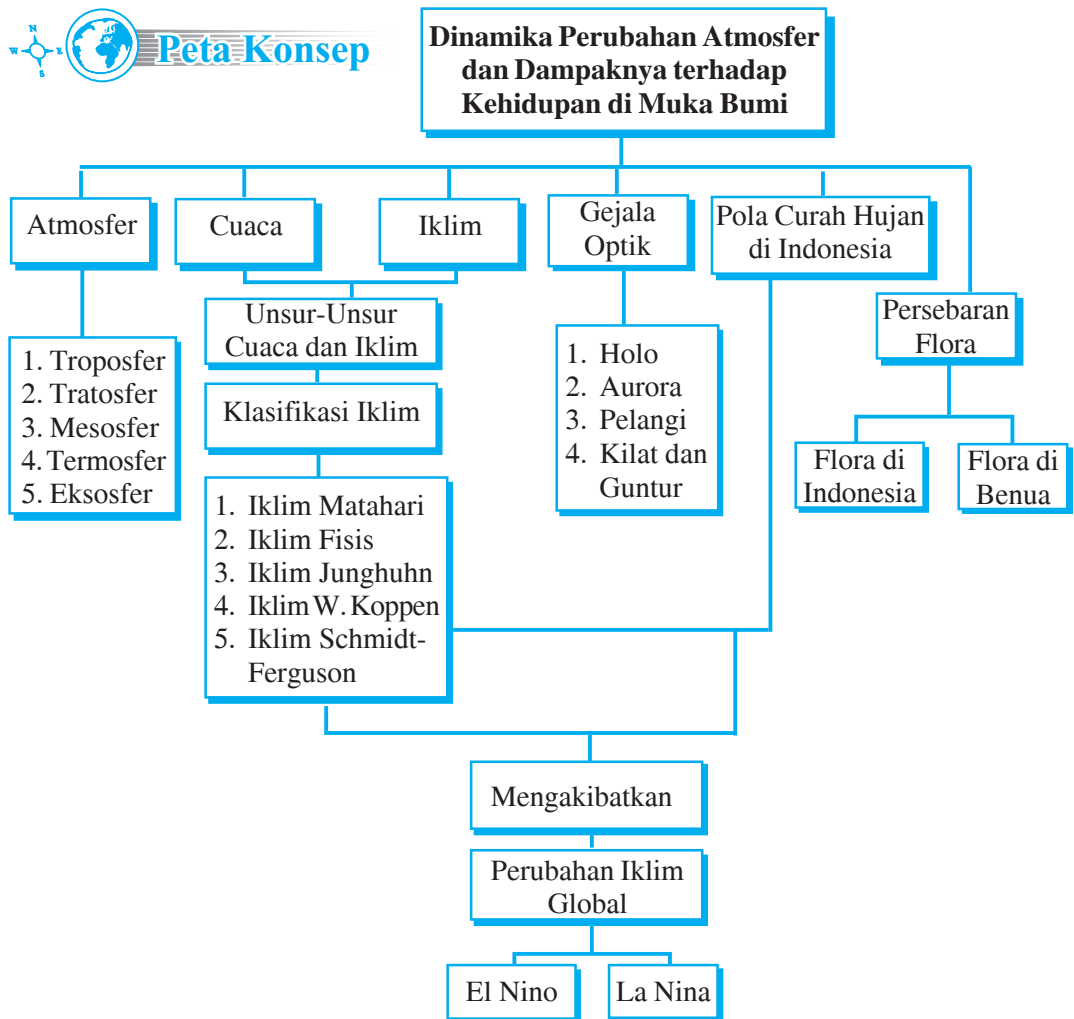 N
W E
S
Peta Konsep
Dinamika Perubahan Atmosfer
dan Dampaknya terhadap
Kehidupan di Muka Bumi
Atmosfer
Cuaca
Iklim
Gejala
Optik
Pola Curah Hujan
di Indonesia
Unsur-Unsur
Cuaca dan Iklim
Persebaran
Flora
1. Troposfer
2. Tratosfer
3. Mesosfer
4. Termosfer
5. Eksosfer
Klasifikasi Iklim
1. Holo
2. Aurora
3. Pelangi
4. Kilat dan
Guntur
Flora di
Indonesia
Flora di
Benua
1. Iklim Matahari
2. Iklim Fisis
3. Iklim Junghuhn
4. Iklim W. Koppen
5. Iklim Schmidt-
Ferguson
Mengakibatkan
Perubahan Iklim
Global
El Nino
La Nina